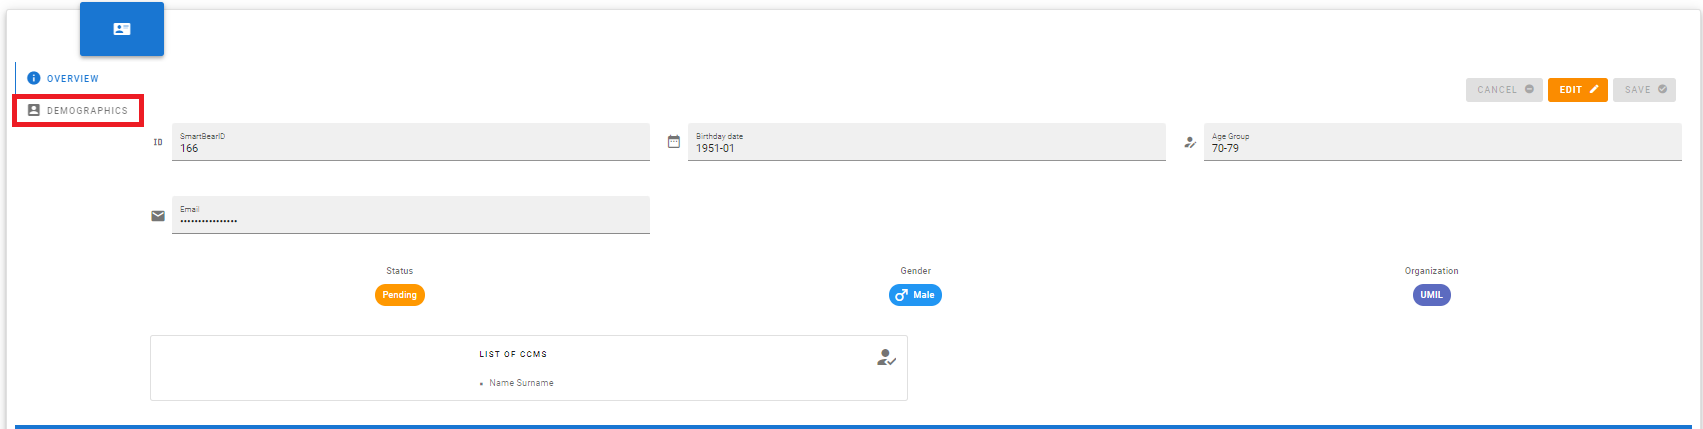 OVERVIEW
DEMOGRAPHICS
CANCEL EDIT SAVE
ID
SmartBearID
166
Birthday date
1951-01
Age Group
70-79
Email
••••••••••••••••
Status
Pending
Gender
Male
Organization
UMIL
LIST OF CCMS
• Name Surname